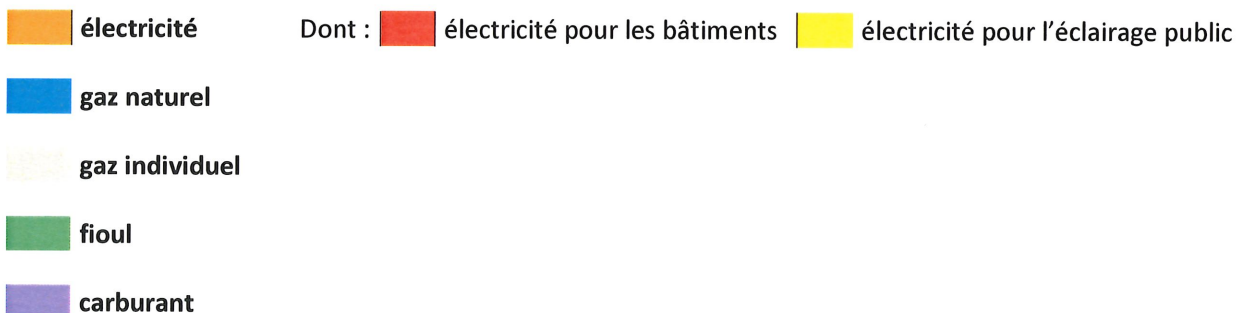 électricité Dont : électricité pour les bâtiments électricité pour l'éclairage public
gaz naturel
gaz individuel
fioul
carburant